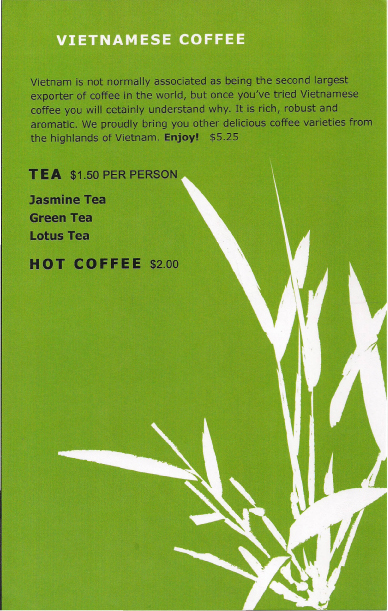 VIETNAMESE COFFEE
Vietnam is not normally associated as being the second largest
exporter of coffee in the world, but once you've tried Vietnamese
coffee you will cetainly understand why. It is rich, robust and
aromatic. We proudly bring you other delicious coffee varieties from
the highlands of Vietnam. Enjoy! $5.25
TEA $1.50 PER PERSON
Jasmine Tea
Green Tea
Lotus Tea
HOT COFFEE $2.00